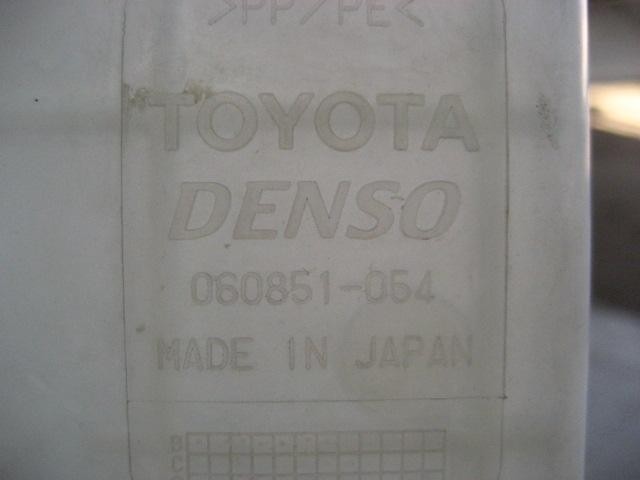 >PP/PE<
TOYOTA
DENSO
060851-054
MADE IN JAPAN
B
C